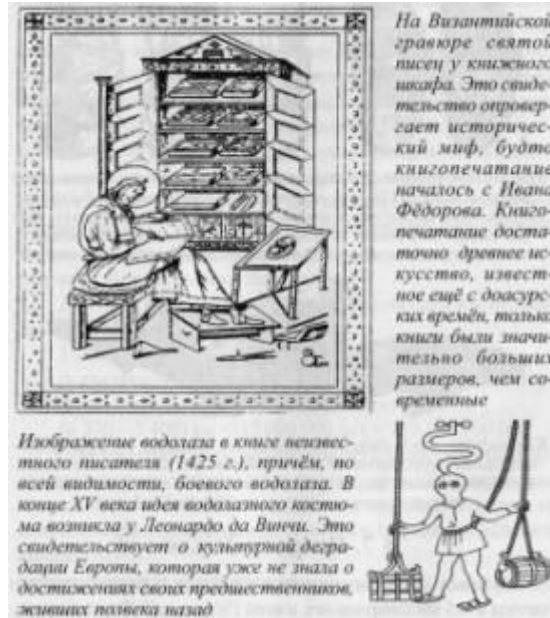 На Византийской
гравюре святой
писец у книжного
шкафа. Это свиде-
тельство опровер-
гает историчес-
кий миф, будто
книгопечатание
началось с Ивана
Фёдорова. Книго-
печатание доста-
точно древнее ис-
кусство, извест-
ное ещё с доасурс-
ких времён, только
книги были значи-
тельно больших
размеров, чем со-
временные
Изображение водолаза в книге неизвес-
тного писателя (1425 г.), причём, по
всей видимости, боевого водолаза. В
конце XV века идея водолазного костю-
ма возникла у Леонардо да Винчи. Это
свидетельствует о культурной дегра-
дации Европы, которая уже не знала о
достижениях своих предшественников,
живших полвека назад